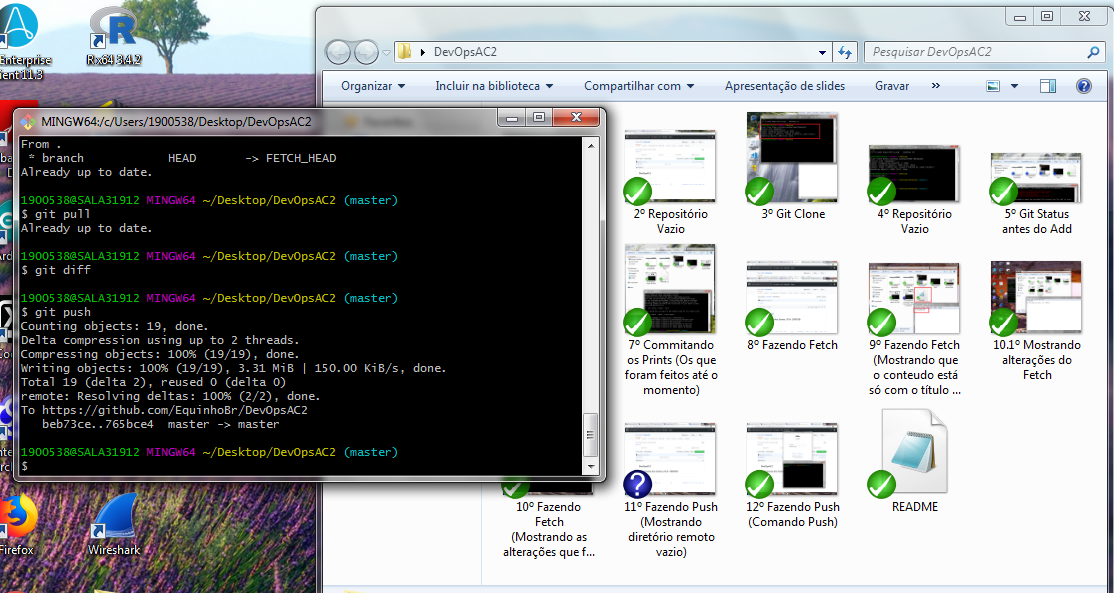 Enterprise
ient11.3
Rx64 3.4.2
DevOpsAC2
Pesquisar DevOpsAC2
Organizar
Incluir na biblioteca
Compartilhar com
Apresentação de slides
Gravar
»
MINGW64:/c/Users/1900538/Desktop/DevOpsAC2
From .
* branch HEAD -> FETCH_HEAD
Already up to date.
1900538@SALA31912 MINGW64 ~/Desktop/DevOpsAC2 (master)
$ git pull
Already up to date.
1900538@SALA31912 MINGW64 ~/Desktop/DevOpsAC2 (master)
$ git diff
1900538@SALA31912 MINGW64 ~/Desktop/DevOpsAC2 (master)
$ git push
Counting objects: 19, done.
Delta compression using up to 2 threads.
Compressing objects: 100% (19/19), done.
Writing objects: 100% (19/19), 3.31 MiB | 150.00 KiB/s, done.
Total 19 (delta 2), reused 0 (delta 0)
remote: Resolving deltas: 100% (2/2), done.
To https://github.com/EquinhoBr/DevOpsAC2
beb73ce..765bce4 master -> master
1900538@SALA31912 MINGW64 ~/Desktop/DevOpsAC2 (master)
$
2º Repositório
Vazio
3º Git Clone
4º Repositório
Vazio
5º Git Status
antes do Add
7º Commitando
os Prints (Os que
foram feitos até o
momento)
8º Fazendo Fetch
9º Fazendo Fetch
(Mostrando que
o conteudo está
só com o título ...
10.1º Mostrando
alterações do
Fetch
10º Fazendo
Fetch
(Mostrando as
alterações que f...
11º Fazendo Push
(Mostrando
diretório remoto
vazio)
12º Fazendo Push
(Comando Push)
README
Firefox
Wireshark